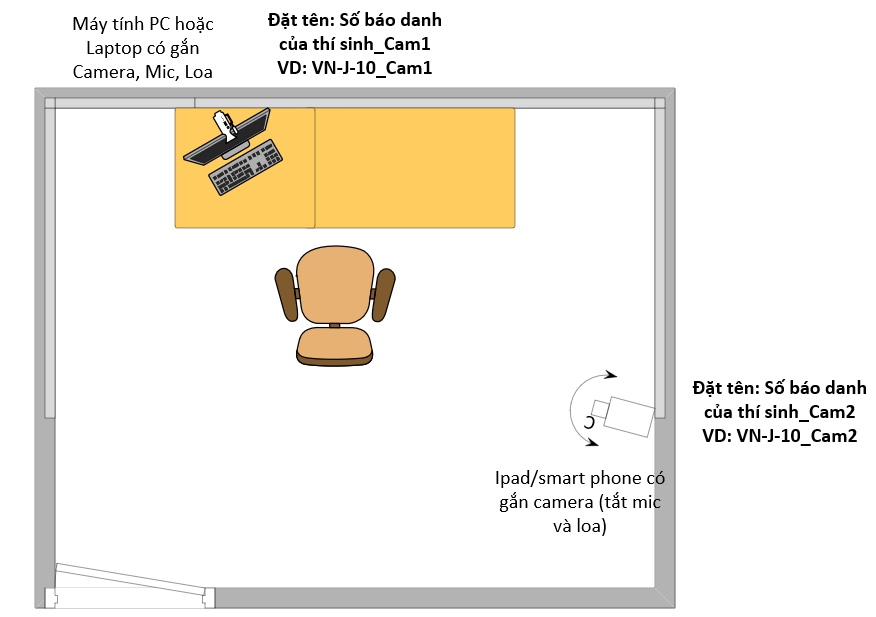 Máy tính PC hoặc
Laptop có gắn
Camera, Mic, Loa
Đặt tên: Số báo danh
của thí sinh_Cam1
VD: VN-J-10_Cam1
Đặt tên: Số báo danh
của thí sinh_Cam2
VD: VN-J-10_Cam2
Ipad/smart phone có
gắn camera (tắt mic
và loa)